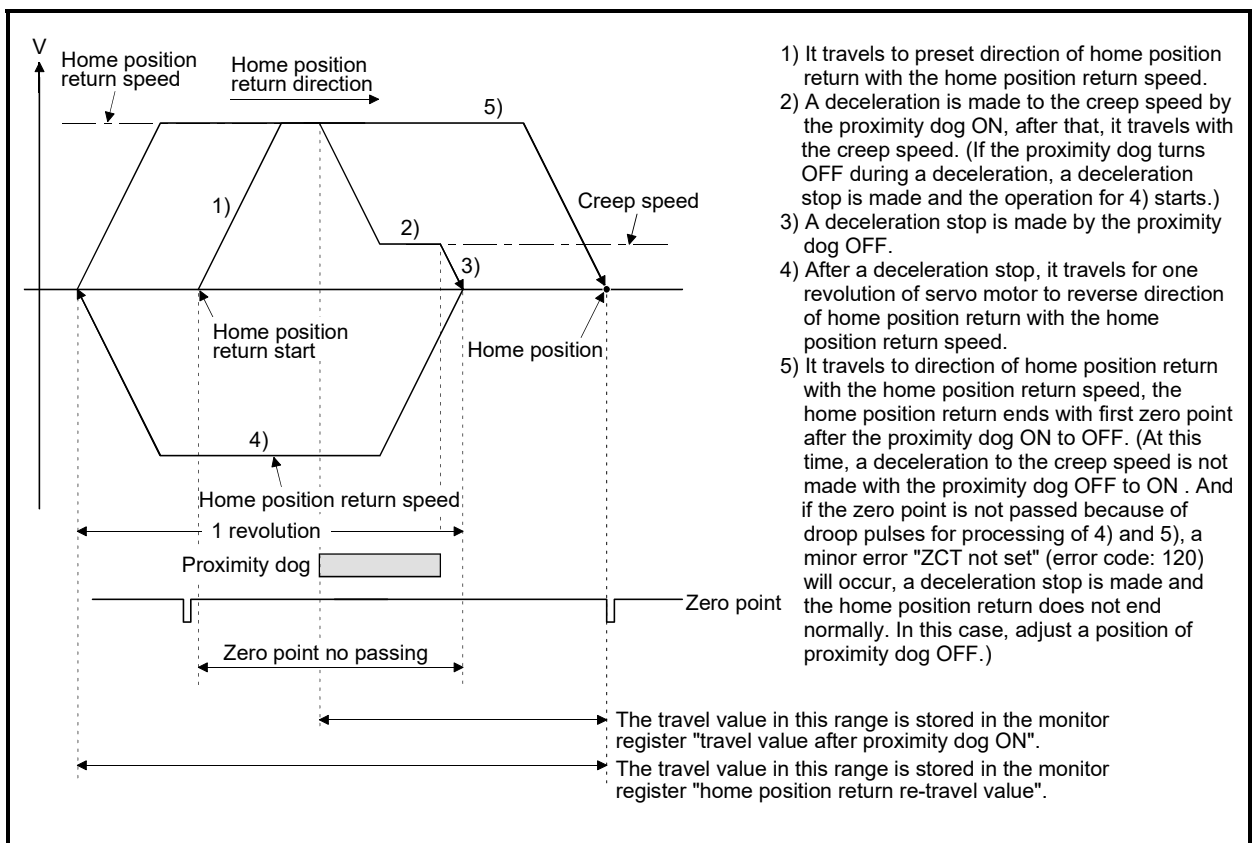 V
Home position
return speed
Home position
return direction
5)
1)
2)
Creep speed
3)
Home position
return start
Home position
4)
Home position return speed
1 revolution
Proximity dog
Zero point
Zero point no passing
1) It travels to preset direction of home position
return with the home position return speed.
2) A deceleration is made to the creep speed by
the proximity dog ON, after that, it travels with
the creep speed. (If the proximity dog turns
OFF during a deceleration, a deceleration
stop is made and the operation for 4) starts.)
3) A deceleration stop is made by the proximity
dog OFF.
4) After a deceleration stop, it travels for one
revolution of servo motor to reverse direction
of home position return with the home
position return speed.
5) It travels to direction of home position return
with the home position return speed, the
home position return ends with first zero point
after the proximity dog ON to OFF. (At this
time, a deceleration to the creep speed is not
made with the proximity dog OFF to ON . And
if the zero point is not passed because of
droop pulses for processing of 4) and 5), a
minor error "ZCT not set" (error code: 120)
will occur, a deceleration stop is made and
the home position return does not end
normally. In this case, adjust a position of
proximity dog OFF.)
The travel value in this range is stored in the monitor
register "travel value after proximity dog ON".
The travel value in this range is stored in the monitor
register "home position return re-travel value".